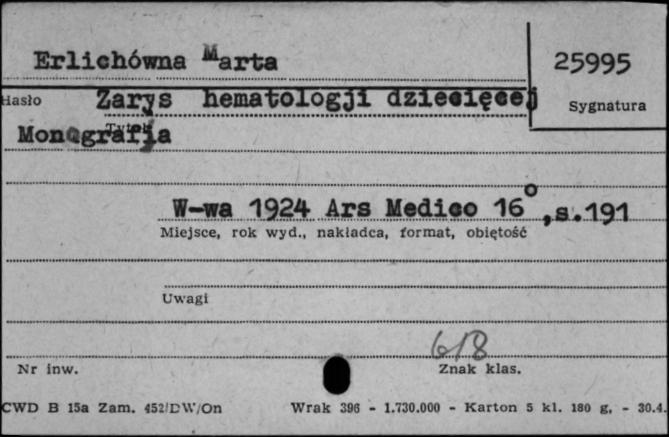 Erlichówna Marta
25995
Hasło Zarys hematologji dziecięcej
Sygnatura
Tytuł
Monografja
W-wa 1924 Ars Medico 16°, s.191
Miejsce, rok wyd., nakładca, format, objętość
Uwagi
618
Nr inw. Znak klas.
CWD B 15a Zam. 452/DW/On Wrak 396 - 1.730.000 - Karton 5 kl. 180 g. - 30.4.